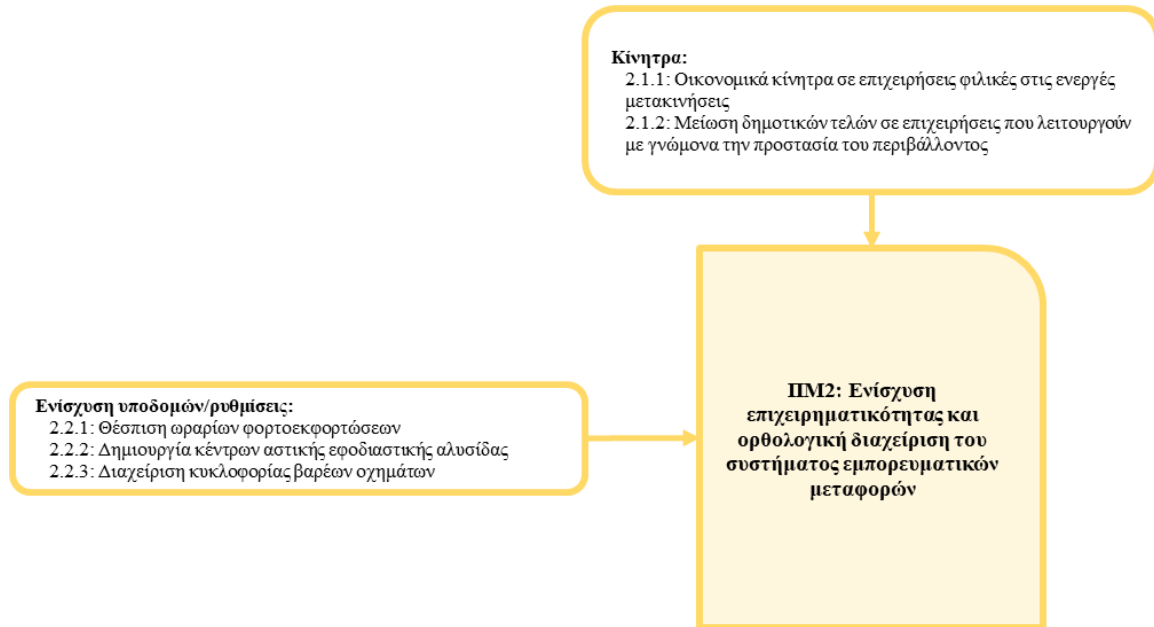 Κίνητρα:
2.1.1: Οικονομικά κίνητρα σε επιχειρήσεις φιλικές στις ενεργές
μετακινήσεις
2.1.2: Μείωση δημοτικών τελών σε επιχειρήσεις που λειτουργούν
με γνώμονα την προστασία του περιβάλλοντος
Ενίσχυση υποδομών/ρυθμίσεις:
2.2.1: Θέσπιση ωραρίων φορτοεκφορτώσεων
2.2.2: Δημιουργία κέντρων αστικής εφοδιαστικής αλυσίδας
2.2.3: Διαχείριση κυκλοφορίας βαρέων οχημάτων
ΠΜ2: Ενίσχυση
επιχειρηματικότητας και
ορθολογική διαχείριση του
συστήματος εμπορευματικών
μεταφορών